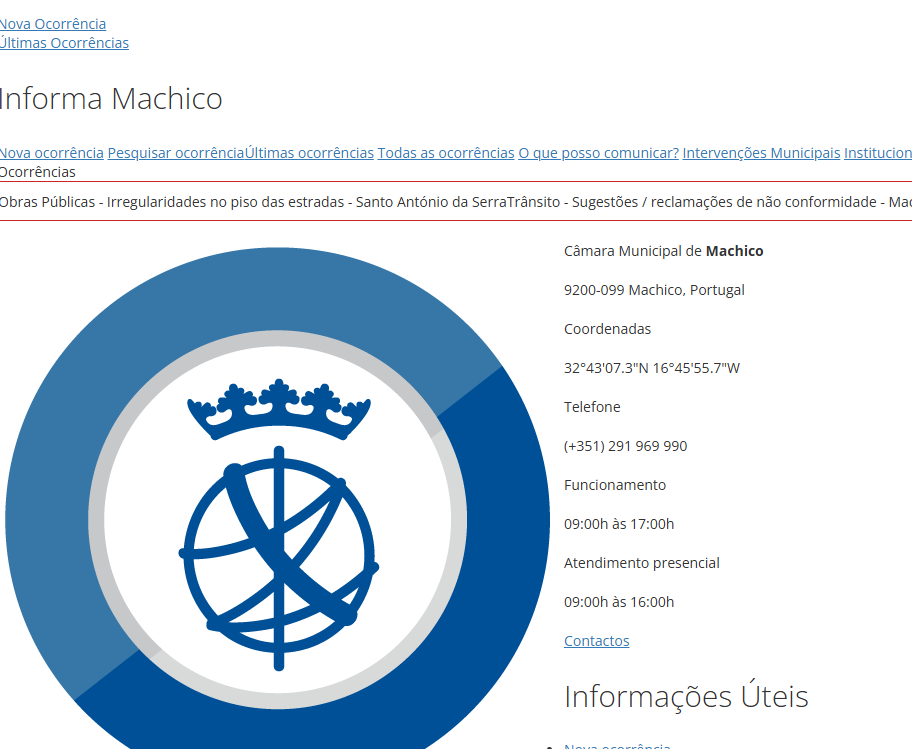 Nova Ocorrência
Últimas Ocorrências
Informa Machico
Nova ocorrência Pesquisar ocorrênciaÚltimas ocorrências Todas as ocorrências O que posso comunicar? Intervenções Municipais Institucion
Ocorrências
Obras Públicas - Irregularidades no piso das estradas - Santo António da SerraTrânsito - Sugestões / reclamações de não conformidade - Mac
Câmara Municipal de Machico
9200-099 Machico, Portugal
Coordenadas
32°43'07.3"N 16°45'55.7"W
Telefone
(+351) 291 969 990
Funcionamento
09:00h às 17:00h
Atendimento presencial
09:00h às 16:00h
Contactos
Informações Úteis
Nova ocorrência